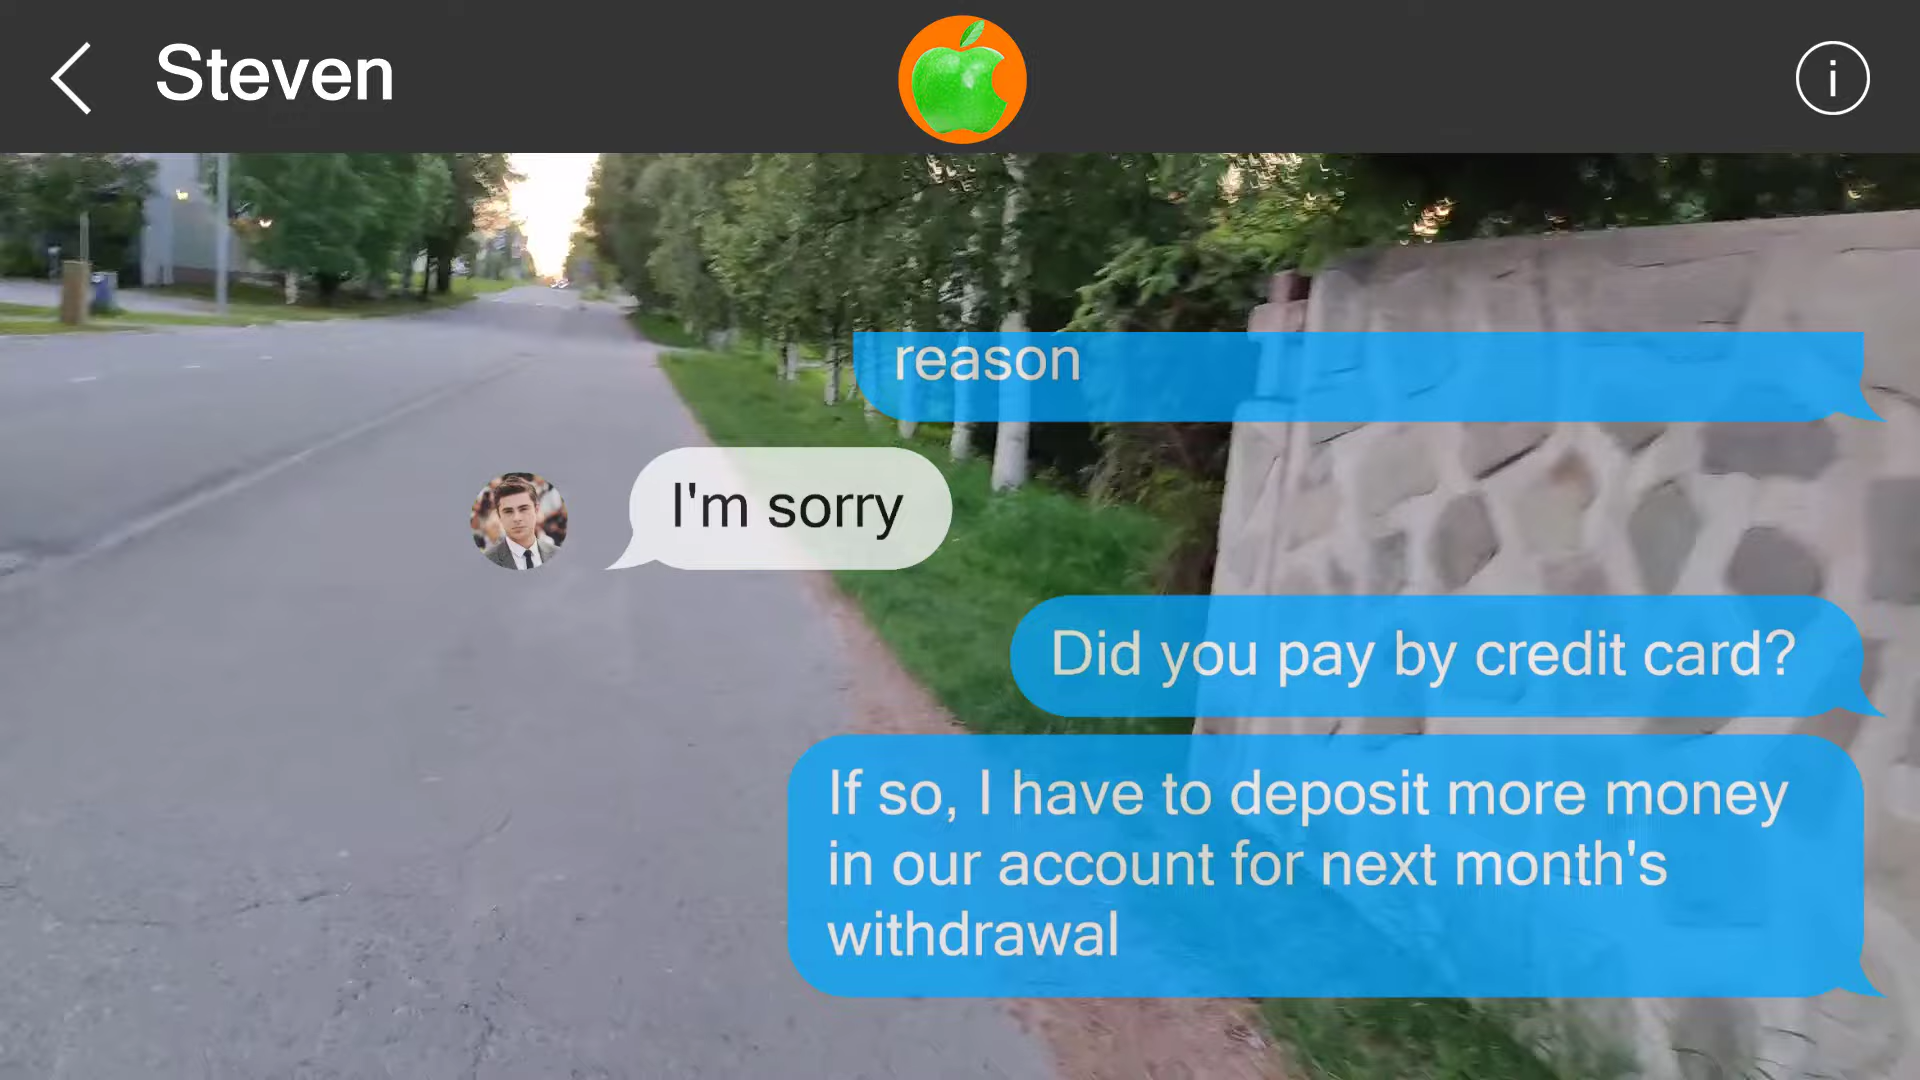 Steven
reason
I'm sorry
Did you pay by credit card?
If so, I have to deposit more money
in our account for next month's
withdrawal